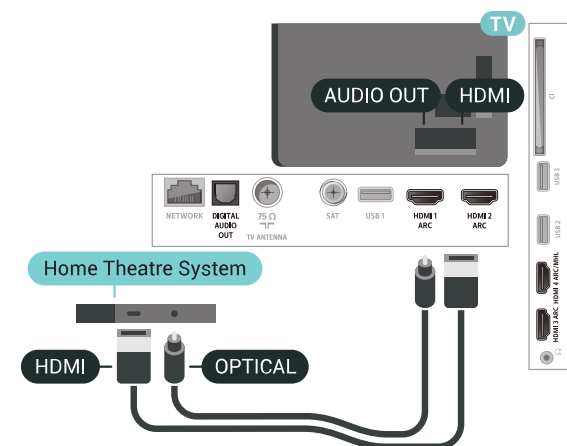 TV
AUDIO OUT
HDMI
NETWORK
DIGITAL
AUDIO
OUT
75 Ω
TV ANTENNA
SAT
USB 1
HDMI 1
ARC
HDMI 2
ARC
CI
USB 3
USB 2
HDMI 4 ARC/MHL
HDMI 3 ARC
Home Theatre System
HDMI
OPTICAL